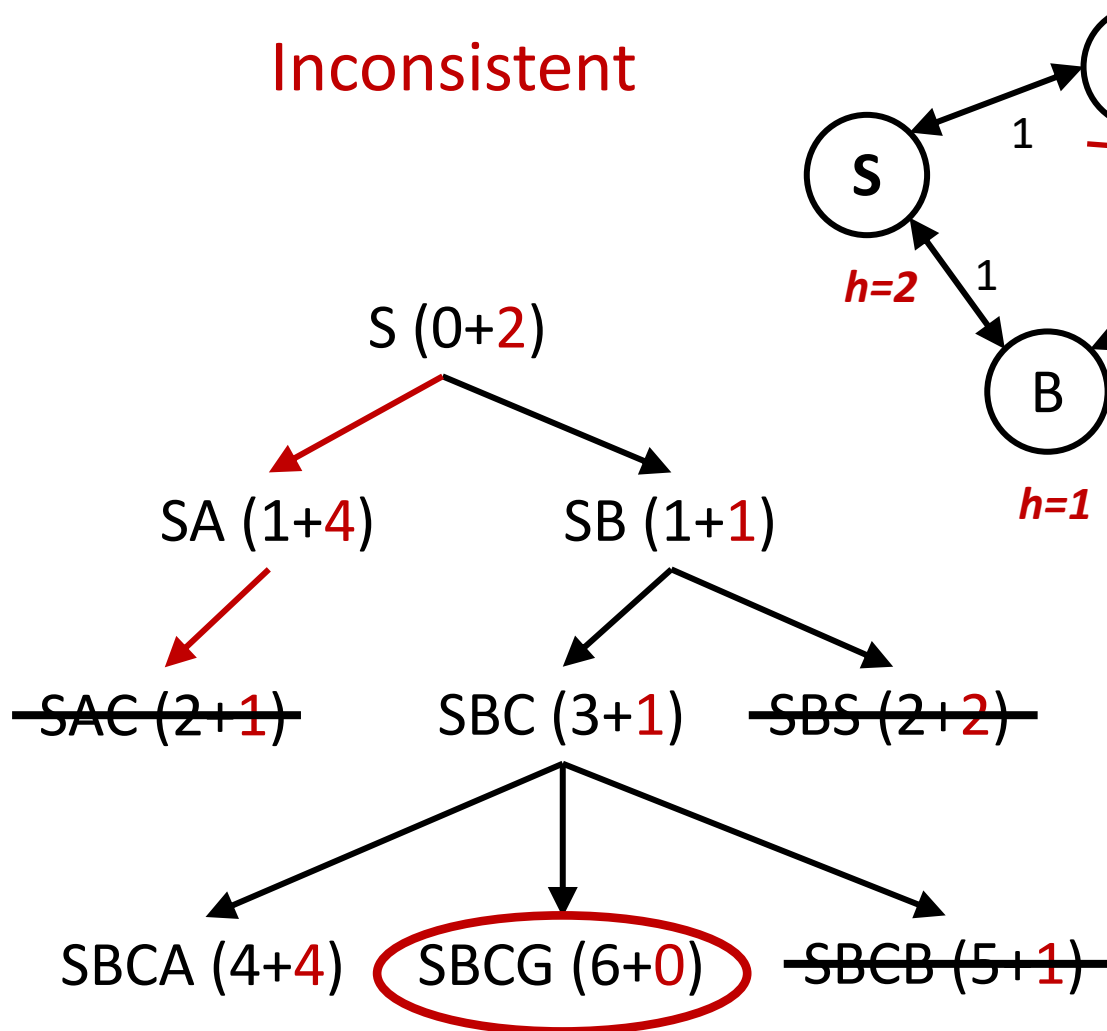 Inconsistent
1
S
h=2
1
S (0+2)
B
h=1
SA (1+4)
SB (1+1)
SAC (2+1)
SBC (3+1)
SBS (2+2)
SBCA (4+4)
SBCG (6+0)
SBCB (5+1)